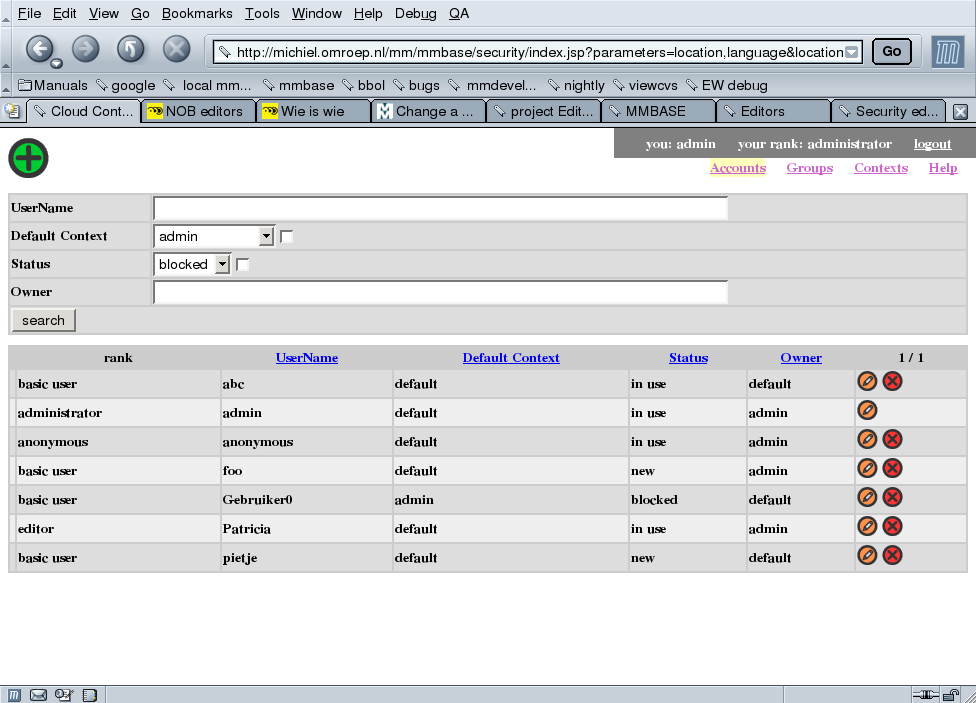 File Edit View Go Bookmarks Tools Window Help Debug QA
http://michiel.omroep.nl/mm/mmbase/security/index.jsp?parameters=location,language&location Go
Manuals google local mm... mmbase bbol bugs mmdevel... nightly viewcvs EW debug
Cloud Cont... NOB editors Wie is wie Change a ... project Edit... MMBASE Editors Security ed...
you: admin your rank: administrator logout
Accounts Groups Contexts Help
UserName
Default Context admin
Status blocked
Owner
search
rank UserName Default Context Status Owner 1 / 1
basic user abc default in use default
administrator admin default in use admin
anonymous anonymous default in use admin
basic user foo default new admin
basic user Gebruiker0 admin blocked default
editor Patricia default in use admin
basic user pietje default new default